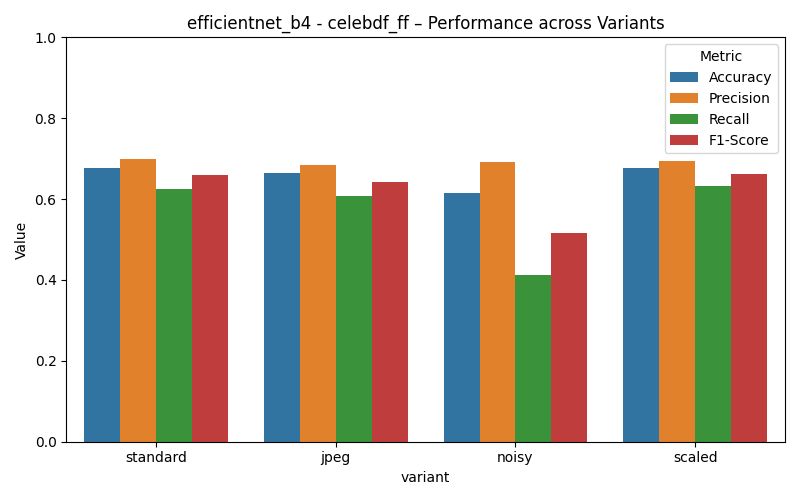 efficientnet_b4 - celebdf_ff – Performance across Variants
Metric
Accuracy
Precision
Recall
F1-Score
Value
1.0
0.8
0.6
0.4
0.2
0.0
standard jpeg noisy scaled
variant